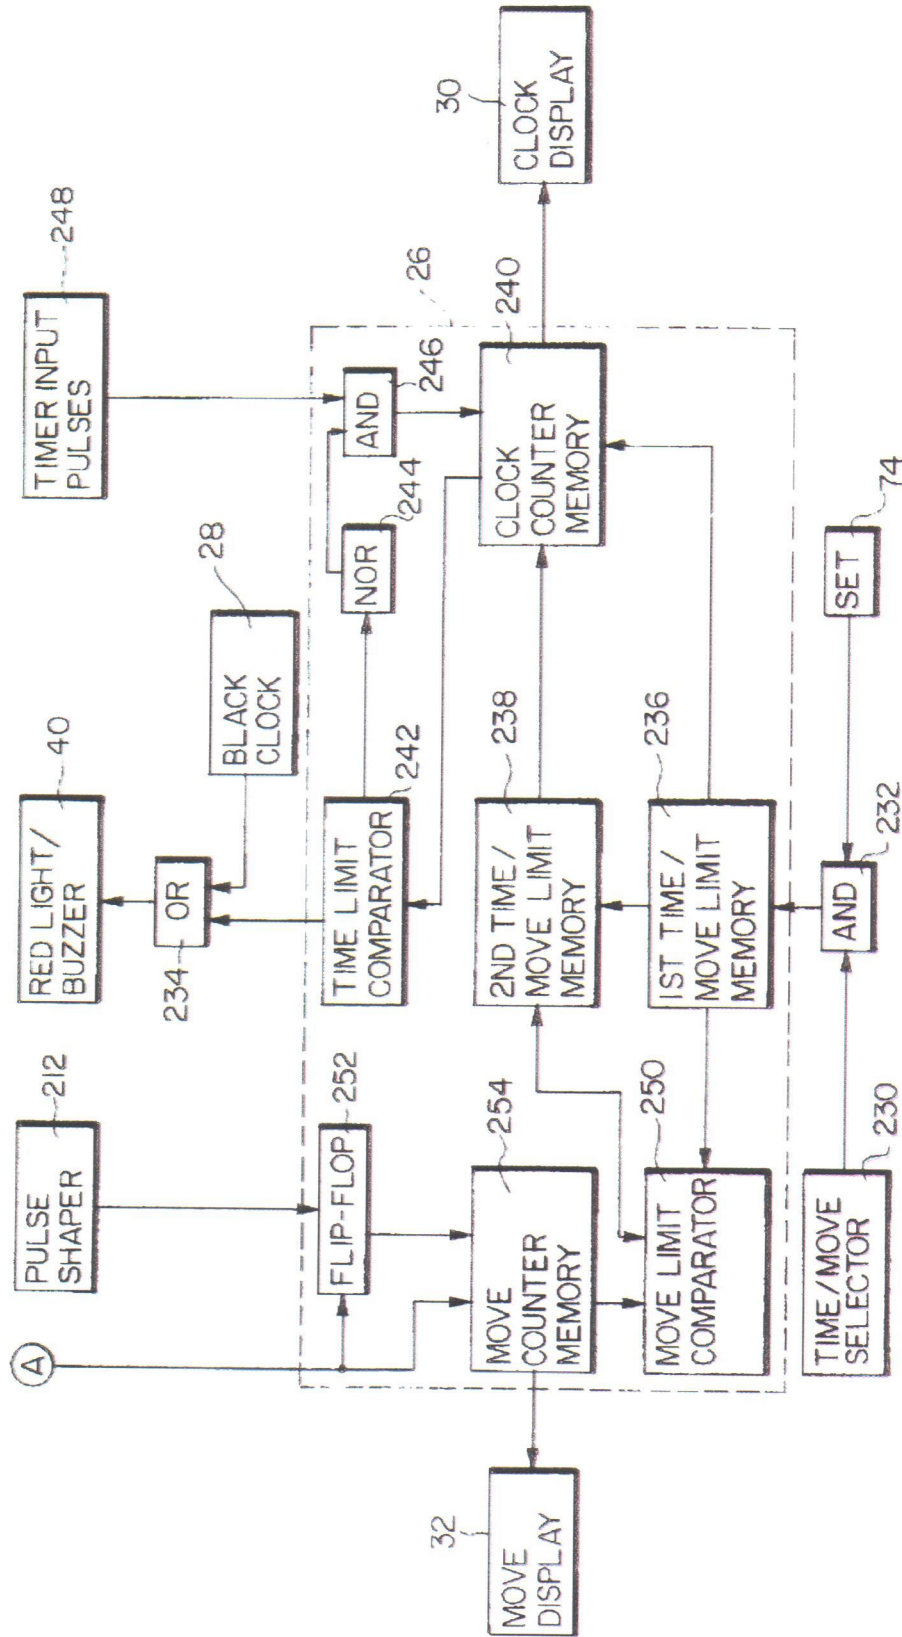 A
PULSE
SHAPER
212
RED LIGHT/
BUZZER
40
TIMER INPUT
PULSES
248
OR
234
BLACK
CLOCK
28
26
FLIP-FLOP
252
TIME LIMIT
COMPARATOR
242
NOR
244
AND
246
MOVE DISPLAY
32
MOVE
COUNTER
MEMORY
254
2ND TIME/
MOVE LIMIT
MEMORY
238
CLOCK
COUNTER
MEMORY
240
CLOCK
DISPLAY
30
MOVE LIMIT
COMPARATOR
250
1ST TIME/
MOVE LIMIT
MEMORY
236
TIME/MOVE
SELECTOR
230
AND
232
SET
74